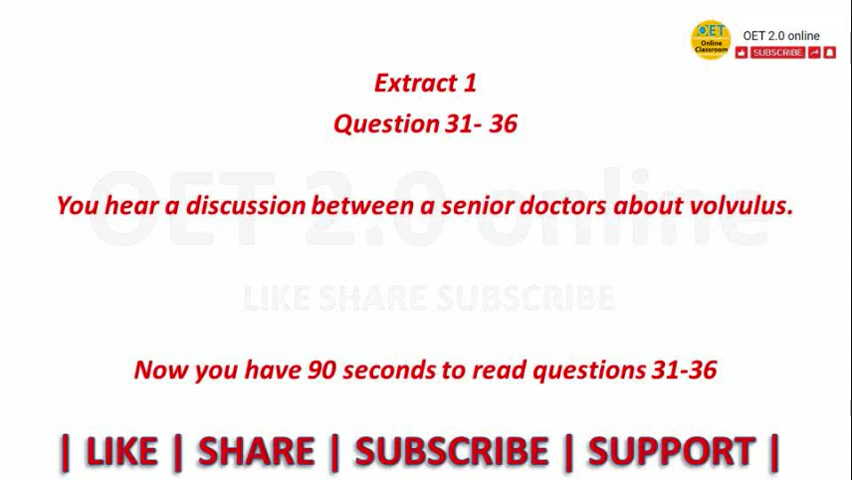 OET
Online
Classroom
OET 2.0 online
SUBSCRIBE
Extract 1
Question 31- 36
You hear a discussion between a senior doctors about volvulus.
OET 2.0 online
LIKE SHARE SUBSCRIBE
Now you have 90 seconds to read questions 31-36
| LIKE | SHARE | SUBSCRIBE | SUPPORT |